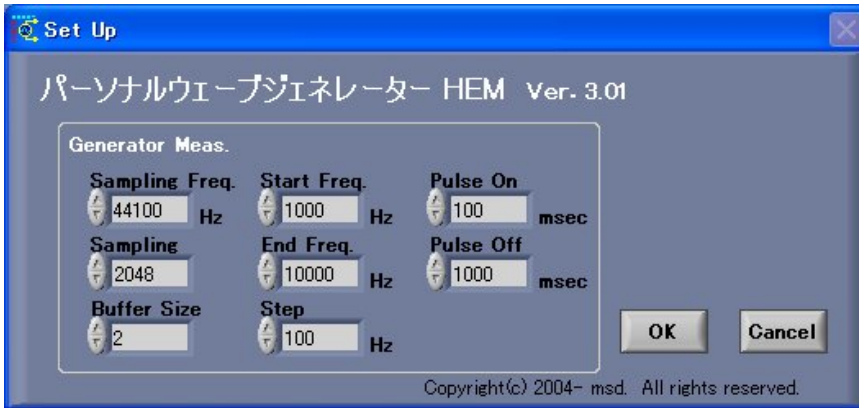 Set Up
パーソナルウェーブジェネレーター HEM Ver. 3.01
Generator Meas.
Sampling Freq. Start Freq. Pulse On
44100 Hz 1000 Hz 100 msec
Sampling End Freq. Pulse Off
2048 10000 Hz 1000 msec
Buffer Size Step
2 100 Hz
OK Cancel
Copyright(c) 2004- msd. All rights reserved.